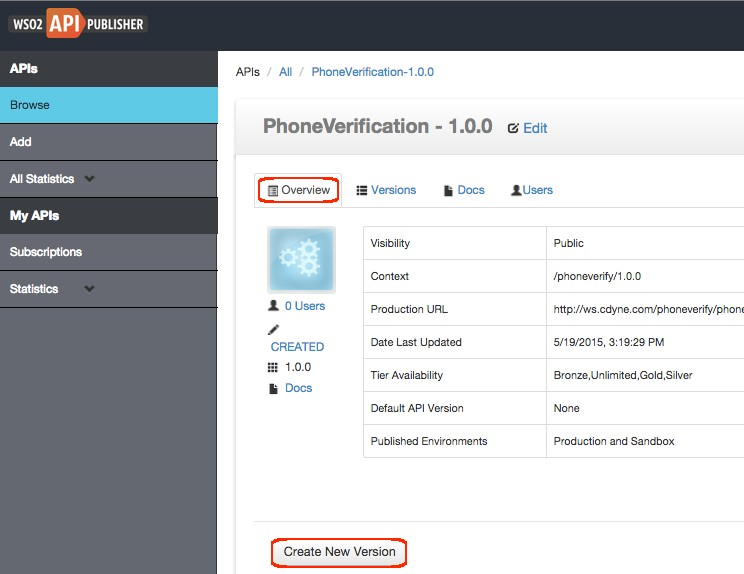 WSO2 API PUBLISHER
APIs
Browse
Add
All Statistics
My APIs
Subscriptions
Statistics
APIs / All / PhoneVerification-1.0.0
PhoneVerification - 1.0.0 Edit
Overview Versions Docs Users
0 Users
CREATED
1.0.0
Docs
Visibility Public
Context /phoneverify/1.0.0
Production URL http://ws.cdyne.com/phoneverify/phone
Date Last Updated 5/19/2015, 3:19:29 PM
Tier Availability Bronze,Unlimited,Gold,Silver
Default API Version None
Published Environments Production and Sandbox
Create New Version